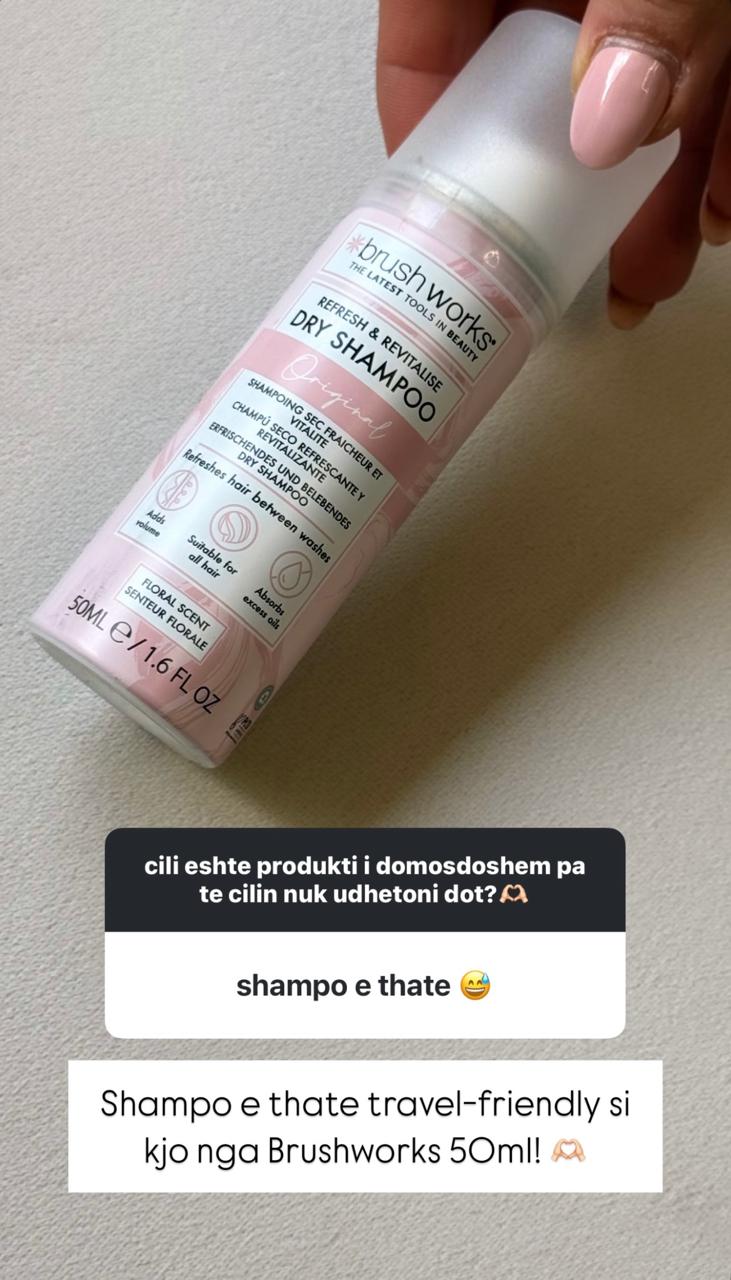 *brushworks
THE LATEST TOOLS IN BEAUTY
REFRESH & REVITALISE
DRY SHAMPOO
Original
SHAMPOING SEC FRAICHEUR ET
VITALITE
CHAMPÚ SECO REFRESCANTE Y
REVITALIZANTE
ERFRISCHENDES UND BELEBENDES
DRY SHAMPOO
Refreshes hair between washes
Adds
volume
Suitable for
all hair
Absorbs
excess oils
FLORAL SCENT
SENTEUR FLORALE
50ML ℮ / 1.6 FL OZ
cili eshte produkti i domosdoshem pa
te cilin nuk udhetoni dot?🫶🏻
shampo e thate 😅
Shampo e thate travel-friendly si
kjo nga Brushworks 50ml! 🫶🏻